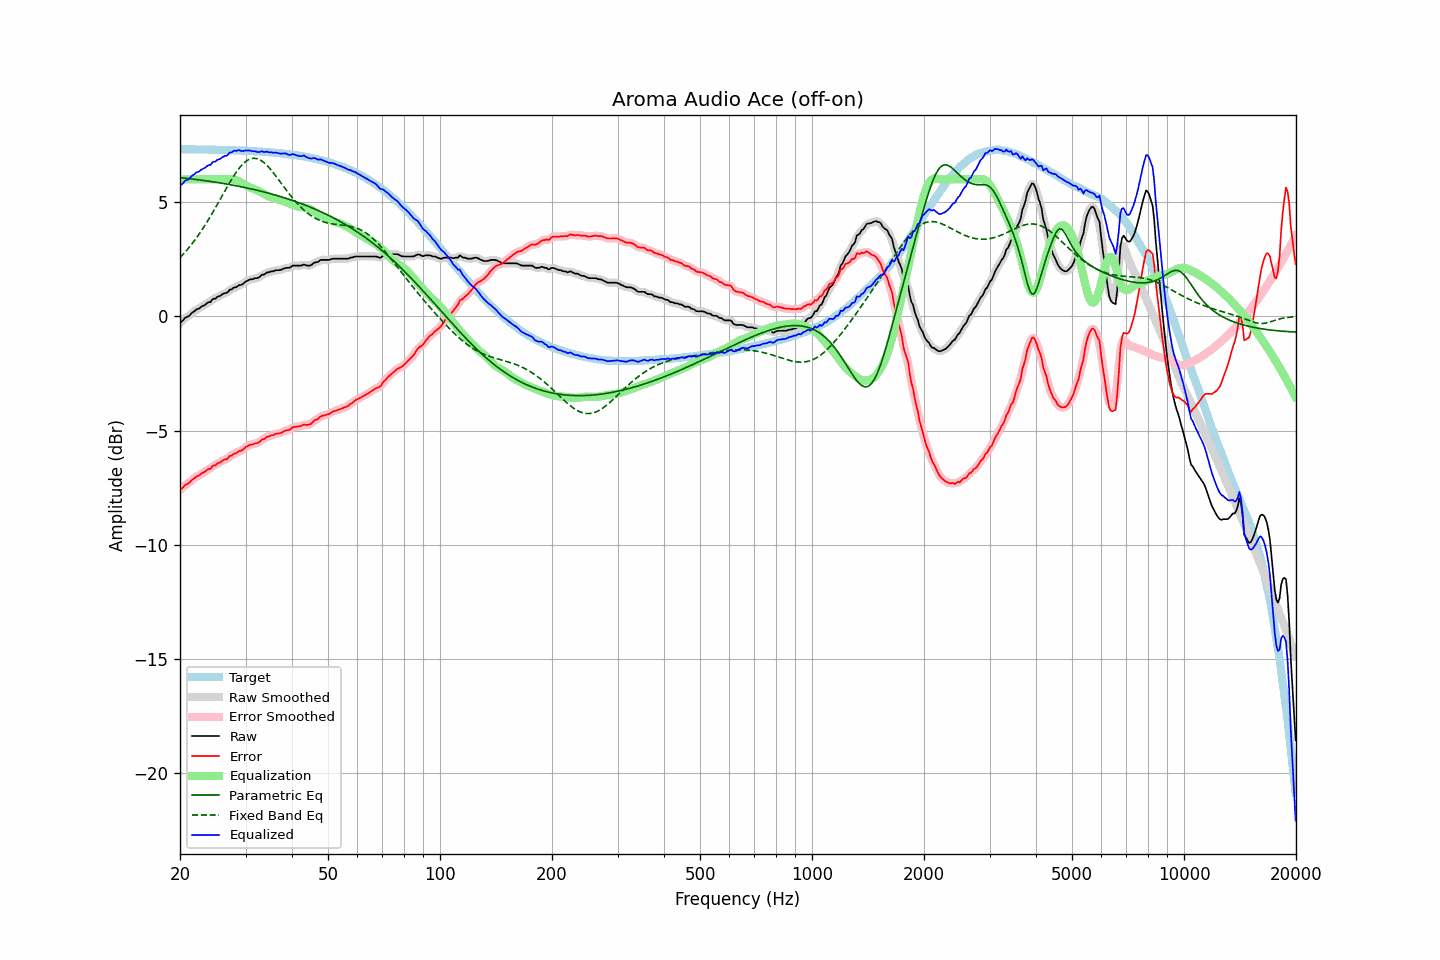 Aroma Audio Ace (off-on)
5
0
−5
−10
−15
−20
Amplitude (dBr)
Target
Raw Smoothed
Error Smoothed
Raw
Error
Equalization
Parametric Eq
Fixed Band Eq
Equalized
20 50 100 200 500 1000 2000 5000 10000 20000
Frequency (Hz)